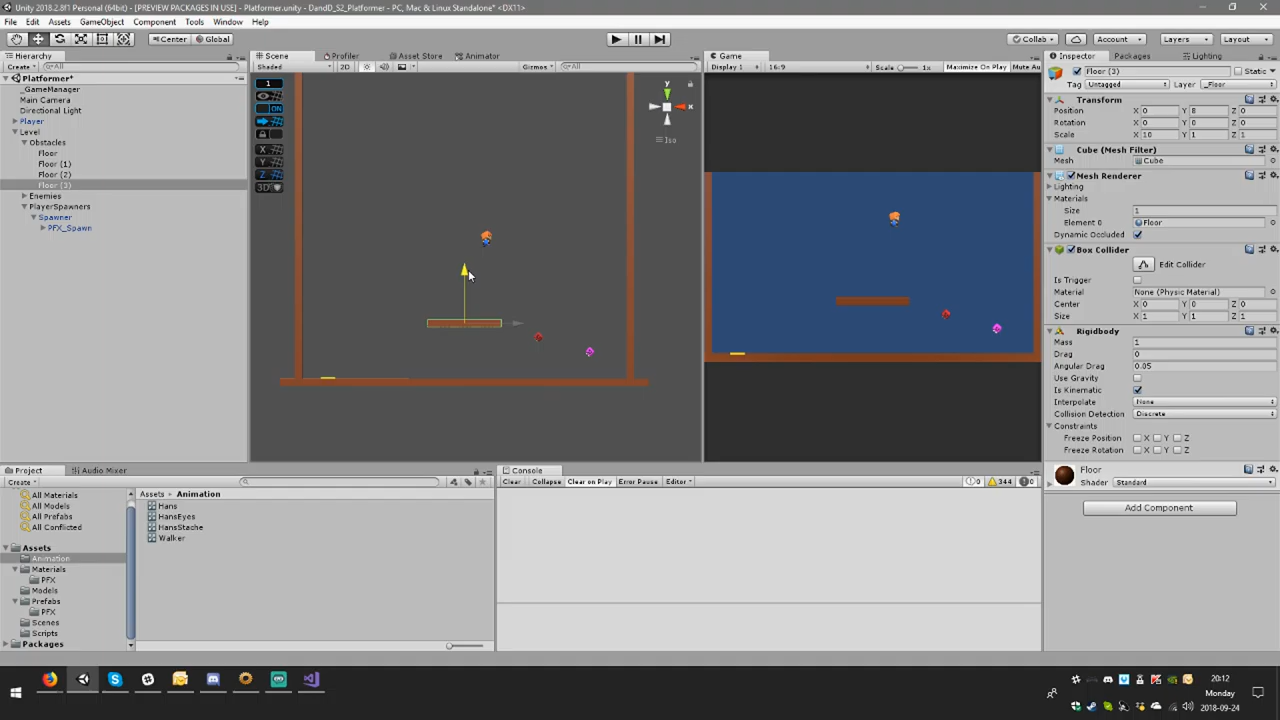 Unity 2018.2.8f1 Personal (64bit) - [PREVIEW PACKAGES IN USE] - Platformer.unity - DandD_S2_Platformer - PC, Mac & Linux Standalone* <DX11>
File Edit Assets GameObject Component Tools Window Help
Center Global Collab Account Layers Layout
Hierarchy
Create All
Platformer*
_GameManager
Main Camera
Directional Light
Player
Level
Obstacles
Floor
Floor (1)
Floor (2)
Floor (3)
Enemies
PlayerSpawners
Spawner
PFX_Spawn
Scene Profiler Asset Store Animator
Shaded 2D Gizmos All
1
ON
X
Y
Z
3D
y
x
Iso
Game
Display 1 16:9 Scale 1x Maximize On Play Mute Au
Inspector Packages Lighting
Floor (3) Static
Tag Untagged Layer _Floor
Transform
Position X 0 Y 8 Z 0
Rotation X 0 Y 0 Z 0
Scale X 10 Y 1 Z 1
Cube (Mesh Filter)
Mesh Cube
Mesh Renderer
Lighting
Materials
Size 1
Element 0 Floor
Dynamic Occluded
Box Collider
Edit Collider
Is Trigger
Material None (Physic Material)
Center X 0 Y 0 Z 0
Size X 1 Y 1 Z 1
Rigidbody
Mass 1
Drag 0
Angular Drag 0.05
Use Gravity
Is Kinematic
Interpolate None
Collision Detection Discrete
Constraints
Freeze Position X Y Z
Freeze Rotation X Y Z
Floor
Shader Standard
Add Component
Project Audio Mixer
Create
All Materials
All Models
All Prefabs
All Conflicted
Assets
Animation
Materials
PFX
Models
Prefabs
PFX
Scenes
Scripts
Packages
Assets Animation
Hans
HansEyes
HansStache
Walker
Console
Clear Collapse Clear on Play Error Pause Editor 0 344 0
20:12
Monday
2018-09-24